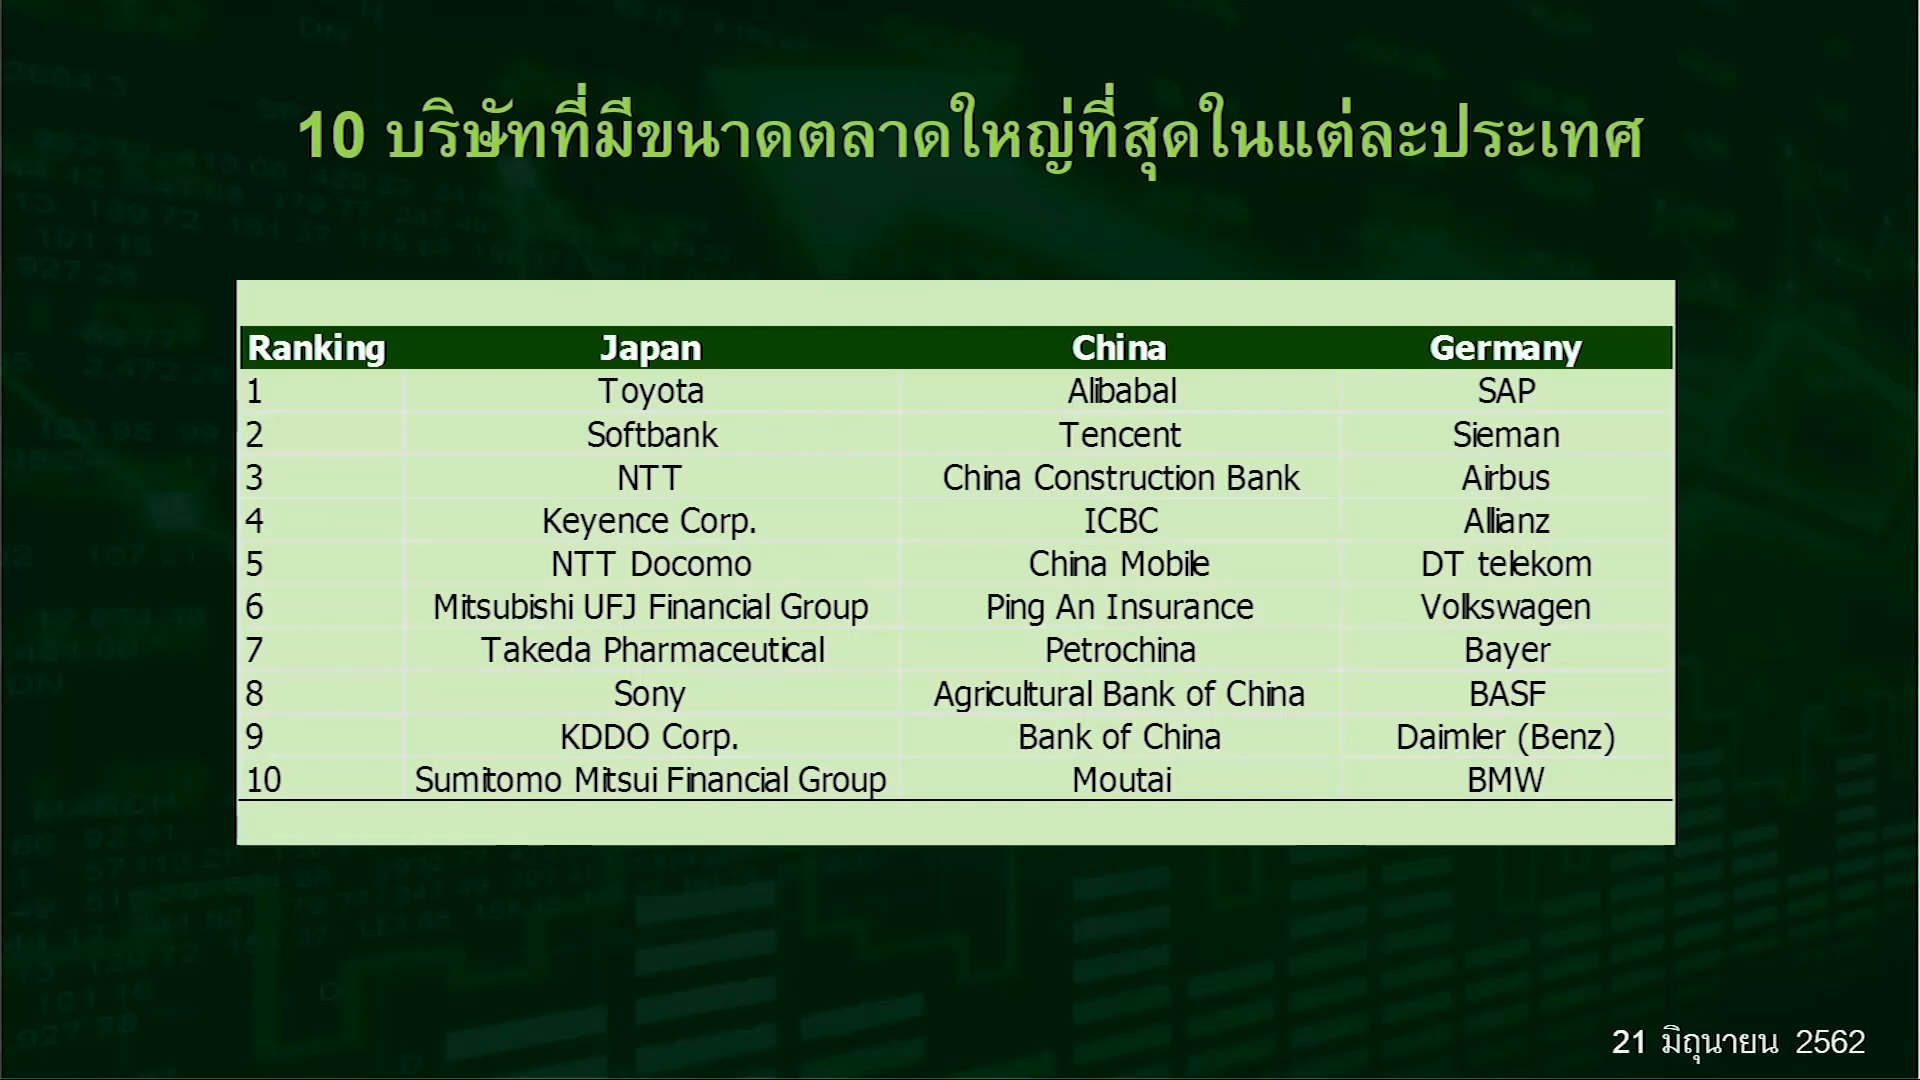 10 บริษัทที่มีขนาดตลาดใหญ่ที่สุดในแต่ละประเทศ
Ranking Japan China Germany
1 Toyota Alibabal SAP
2 Softbank Tencent Sieman
3 NTT China Construction Bank Airbus
4 Keyence Corp. ICBC Allianz
5 NTT Docomo China Mobile DT telekom
6 Mitsubishi UFJ Financial Group Ping An Insurance Volkswagen
7 Takeda Pharmaceutical Petrochina Bayer
8 Sony Agricultural Bank of China BASF
9 KDDO Corp. Bank of China Daimler (Benz)
10 Sumitomo Mitsui Financial Group Moutai BMW
21 มิถุนายน 2562